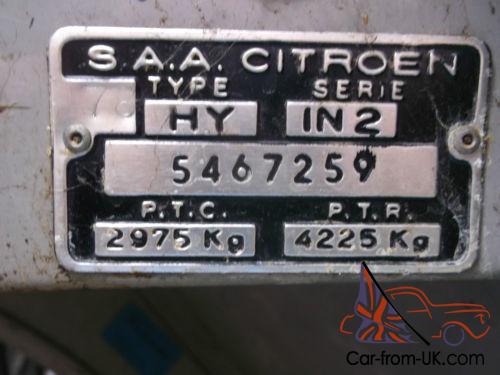 S.A.A. CITROEN
TYPE SERIE
HY IN2
5467259
P.T.C. P.T.R.
2975 Kg 4225 Kg
Car-from-UK.com